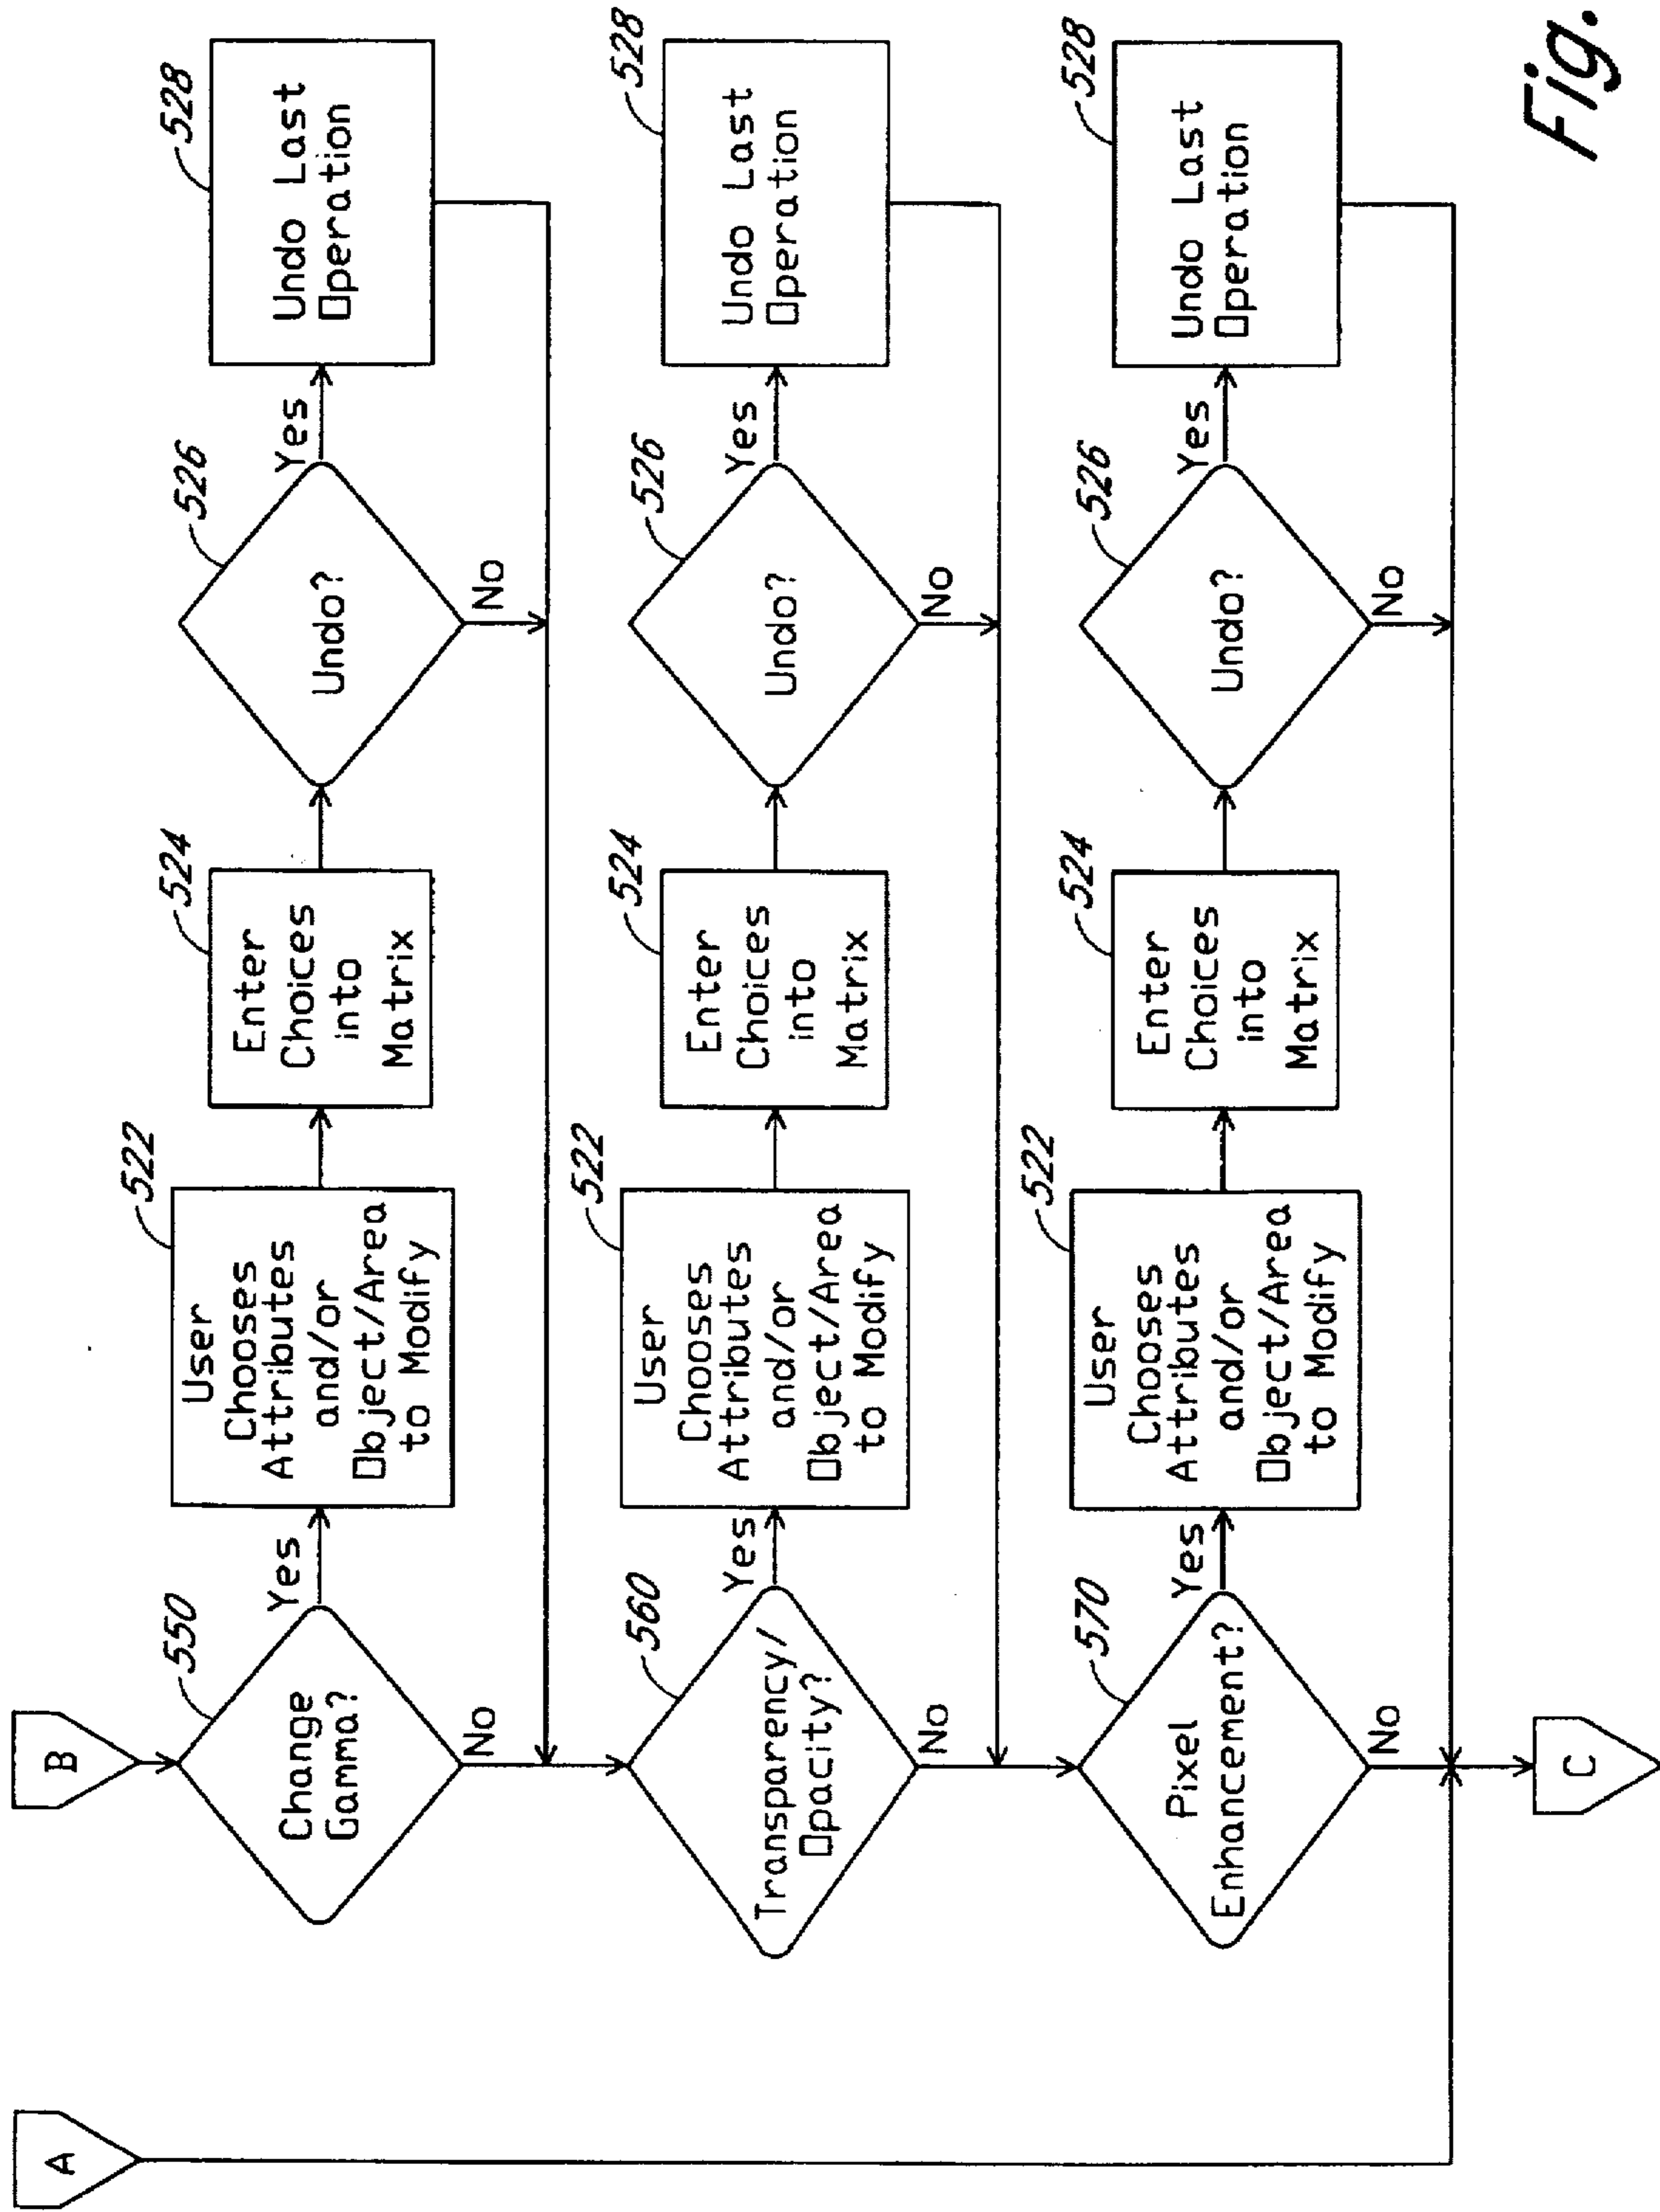 A
B
550
Change
Gamma?
Yes
No
522
User
Chooses
Attributes
and/or
Object/Area
to Modify
524
Enter
Choices
into
Matrix
526
Undo?
Yes
No
528
Undo Last
Operation
560
Transparency/
Opacity?
Yes
No
522
User
Chooses
Attributes
and/or
Object/Area
to Modify
524
Enter
Choices
into
Matrix
526
Undo?
Yes
No
528
Undo Last
Operation
570
Pixel
Enhancement?
Yes
No
522
User
Chooses
Attributes
and/or
Object/Area
to Modify
524
Enter
Choices
into
Matrix
526
Undo?
Yes
No
528
Undo Last
Operation
C
Fig.